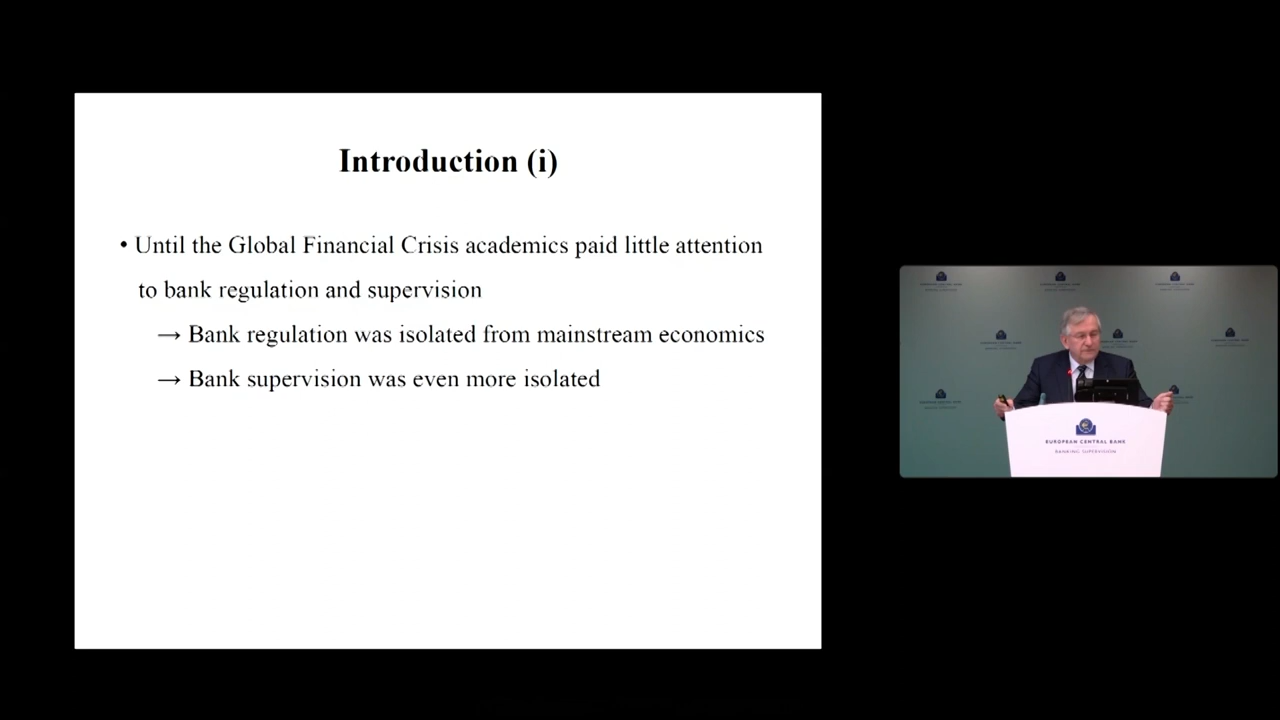 Introduction (i)
• Until the Global Financial Crisis academics paid little attention
to bank regulation and supervision
→ Bank regulation was isolated from mainstream economics
→ Bank supervision was even more isolated
EUROPEAN CENTRAL BANK
BANKING SUPERVISION